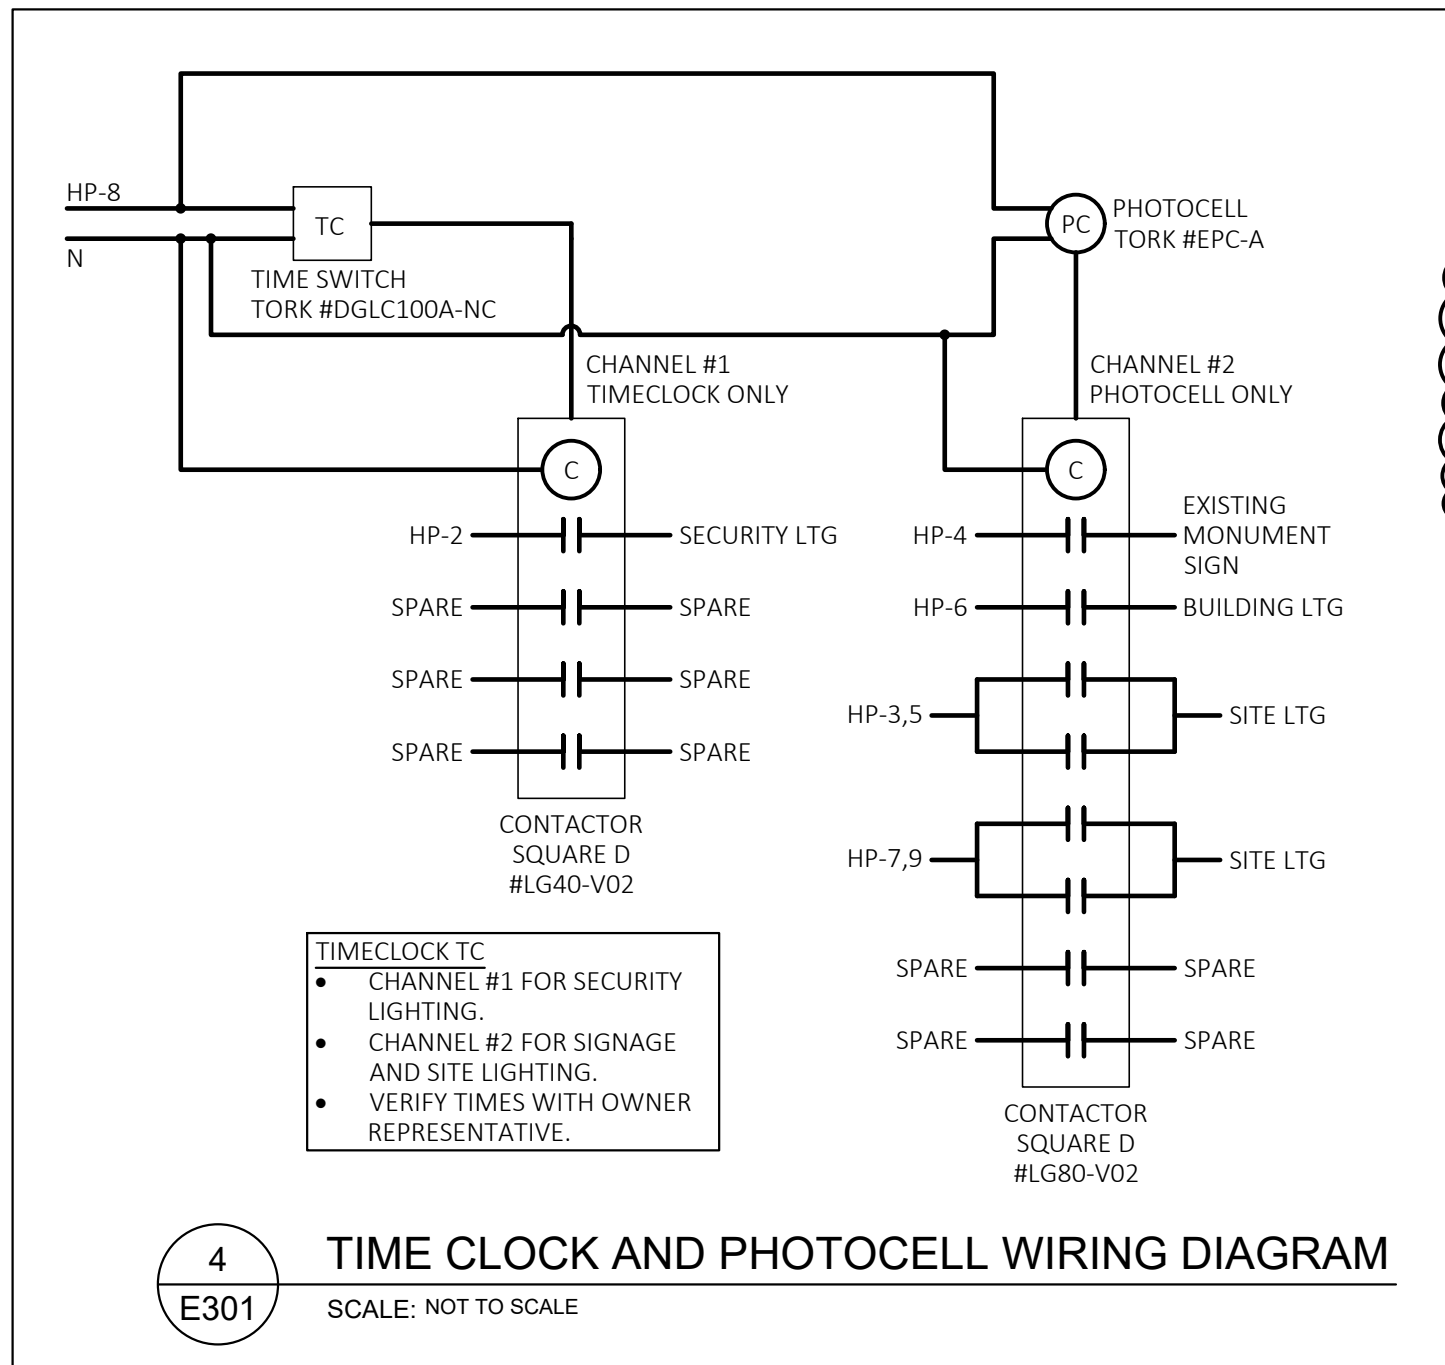 HP-8
N
TC
TIME SWITCH
TORK #DGLC100A-NC
PC
PHOTOCELL
TORK #EPC-A
CHANNEL #1
TIMECLOCK ONLY
C
HP-2
SECURITY LTG
SPARE
SPARE
SPARE
SPARE
SPARE
SPARE
CONTACTOR
SQUARE D
#LG40-V02
CHANNEL #2
PHOTOCELL ONLY
C
HP-4
EXISTING
MONUMENT
SIGN
HP-6
BUILDING LTG
HP-3,5
SITE LTG
HP-7,9
SITE LTG
SPARE
SPARE
SPARE
SPARE
CONTACTOR
SQUARE D
#LG80-V02
TIMECLOCK TC
• CHANNEL #1 FOR SECURITY
LIGHTING.
• CHANNEL #2 FOR SIGNAGE
AND SITE LIGHTING.
• VERIFY TIMES WITH OWNER
REPRESENTATIVE.
4
E301
TIME CLOCK AND PHOTOCELL WIRING DIAGRAM
SCALE: NOT TO SCALE